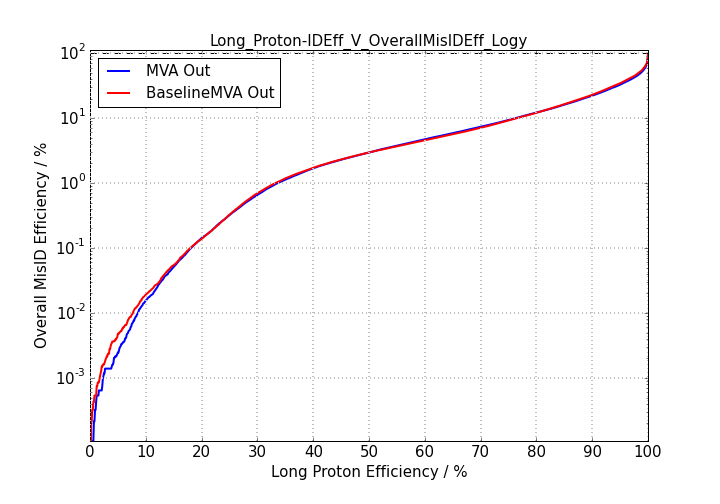 Long_Proton-IDEff_V_OverallMisIDEff_Logy
MVA Out
BaselineMVA Out
Overall MisID Efficiency / %
10²
10¹
10⁰
10⁻¹
10⁻²
10⁻³
0 10 20 30 40 50 60 70 80 90 100
Long Proton Efficiency / %